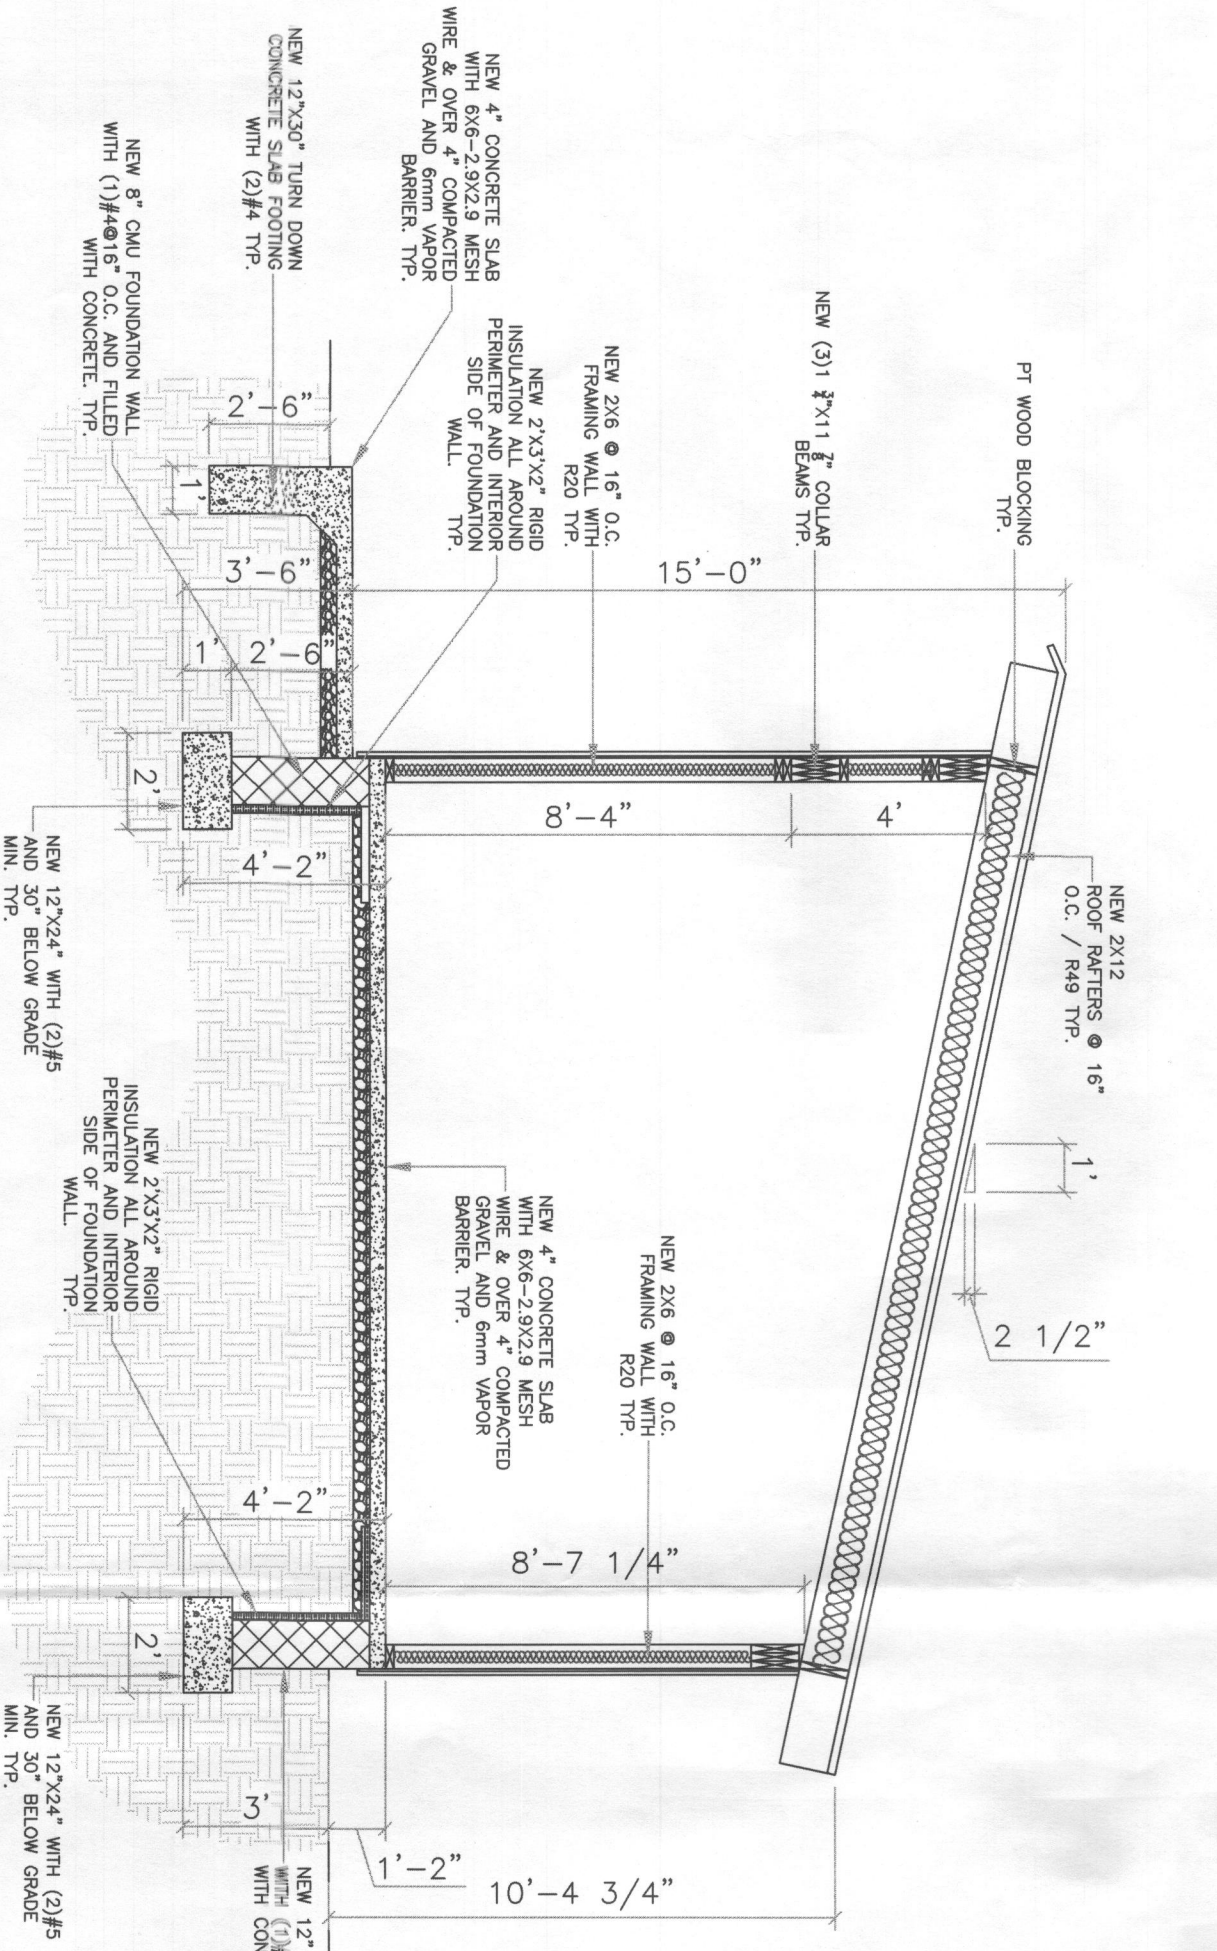 PT WOOD BLOCKING
TYP.
NEW (3)1 3/4"X11 7/8" COLLAR
BEAMS TYP.
NEW 2X6 @ 16" O.C.
FRAMING WALL WITH
R20 TYP.
NEW 2'X3'X2" RIGID
INSULATION ALL AROUND
PERIMETER AND INTERIOR
SIDE OF FOUNDATION
WALL. TYP.
NEW 4" CONCRETE SLAB
WITH 6X6-2.9X2.9 MESH
WIRE & OVER 4" COMPACTED
GRAVEL AND 6mm VAPOR
BARRIER. TYP.
NEW 12"X30" TURN DOWN
CONCRETE SLAB FOOTING
WITH (2)#4 TYP.
NEW 8" CMU FOUNDATION WALL
WITH (1)#4@16" O.C. AND FILLED
WITH CONCRETE. TYP.
15'-0"
2'-6"
1'
3'-6"
1'
2'-6"
2'
8'-4"
4'
4'-2"
NEW 12"X24" WITH (2)#5
AND 30" BELOW GRADE
MIN. TYP.
NEW 2X12
ROOF RAFTERS @ 16"
O.C. / R49 TYP.
1'
2 1/2"
NEW 2X6 @ 16" O.C.
FRAMING WALL WITH
R20 TYP.
NEW 4" CONCRETE SLAB
WITH 6X6-2.9X2.9 MESH
WIRE & OVER 4" COMPACTED
GRAVEL AND 6mm VAPOR
BARRIER. TYP.
NEW 2'X3'X2" RIGID
INSULATION ALL AROUND
PERIMETER AND INTERIOR
SIDE OF FOUNDATION
WALL. TYP.
4'-2"
8'-7 1/4"
2'
3'
1'-2"
10'-4 3/4"
NEW 12"
WITH (1)#
WITH CON
NEW 12"X24" WITH (2)#5
AND 30" BELOW GRADE
MIN. TYP.